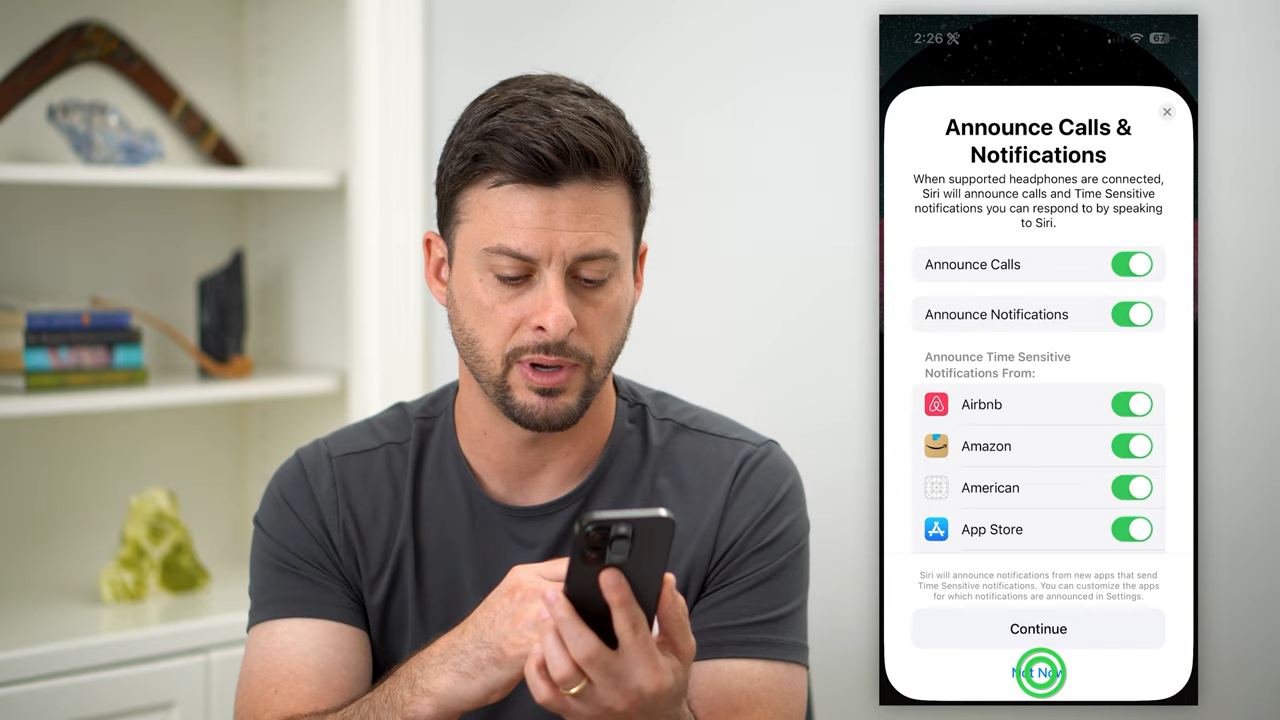 2:26
67
Announce Calls &
Notifications
When supported headphones are connected,
Siri will announce calls and Time Sensitive
notifications you can respond to by speaking
to Siri.
Announce Calls
Announce Notifications
Announce Time Sensitive
Notifications From:
Airbnb
Amazon
American
App Store
Siri will announce notifications from new apps that send
Time Sensitive notifications. You can customize the apps
for which notifications are announced in Settings.
Continue
Not Now